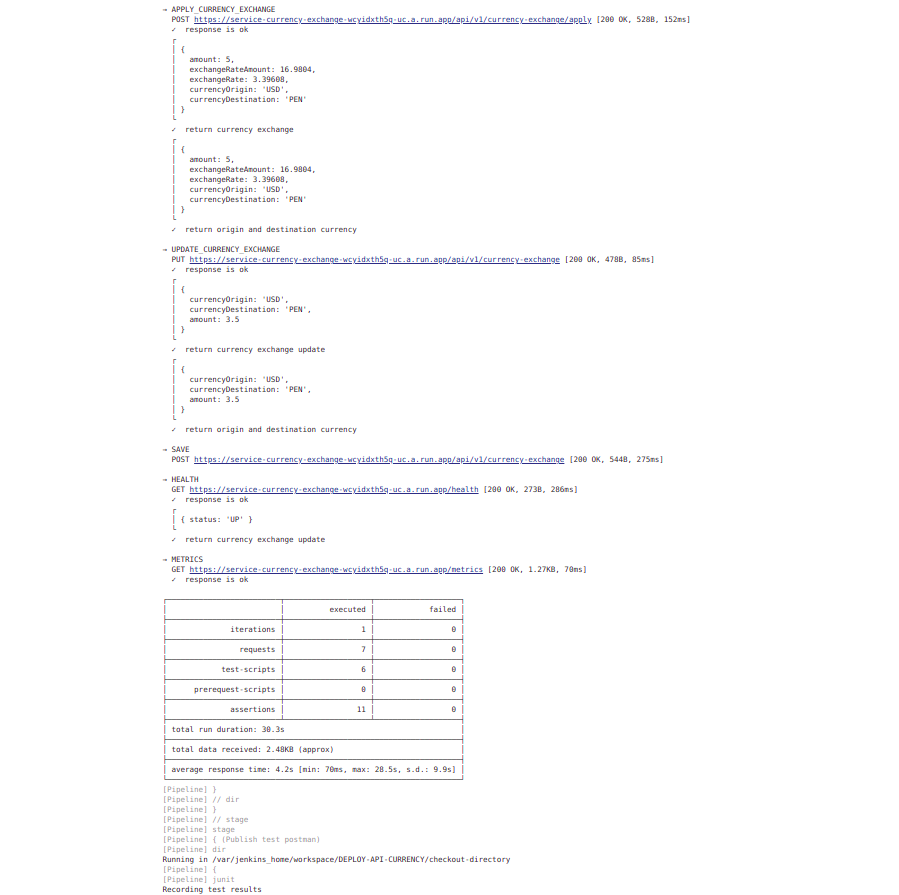 → APPLY_CURRENCY_EXCHANGE
POST https://service-currency-exchange-wcyidxth5q-uc.a.run.app/api/v1/currency-exchange/apply [200 OK, 528B, 152ms]
✓ response is ok
{
amount: 5,
exchangeRateAmount: 16.9804,
exchangeRate: 3.39608,
currencyOrigin: 'USD',
currencyDestination: 'PEN'
}
✓ return currency exchange
{
amount: 5,
exchangeRateAmount: 16.9804,
exchangeRate: 3.39608,
currencyOrigin: 'USD',
currencyDestination: 'PEN'
}
✓ return origin and destination currency
→ UPDATE_CURRENCY_EXCHANGE
PUT https://service-currency-exchange-wcyidxth5q-uc.a.run.app/api/v1/currency-exchange [200 OK, 478B, 85ms]
✓ response is ok
{
currencyOrigin: 'USD',
currencyDestination: 'PEN',
amount: 3.5
}
✓ return currency exchange update
{
currencyOrigin: 'USD',
currencyDestination: 'PEN',
amount: 3.5
}
✓ return origin and destination currency
→ SAVE
POST https://service-currency-exchange-wcyidxth5q-uc.a.run.app/api/v1/currency-exchange [200 OK, 544B, 275ms]
→ HEALTH
GET https://service-currency-exchange-wcyidxth5q-uc.a.run.app/health [200 OK, 273B, 286ms]
✓ response is ok
{ status: 'UP' }
✓ return currency exchange update
→ METRICS
GET https://service-currency-exchange-wcyidxth5q-uc.a.run.app/metrics [200 OK, 1.27KB, 70ms]
✓ response is ok
executed failed
iterations 1 0
requests 7 0
test-scripts 6 0
prerequest-scripts 0 0
assertions 11 0
total run duration: 30.3s
total data received: 2.48KB (approx)
average response time: 4.2s [min: 70ms, max: 28.5s, s.d.: 9.9s]
[Pipeline] }
[Pipeline] // dir
[Pipeline] }
[Pipeline] // stage
[Pipeline] stage
[Pipeline] { (Publish test postman)
[Pipeline] dir
Running in /var/jenkins_home/workspace/DEPLOY-API-CURRENCY/checkout-directory
[Pipeline] {
[Pipeline] junit
Recording test results